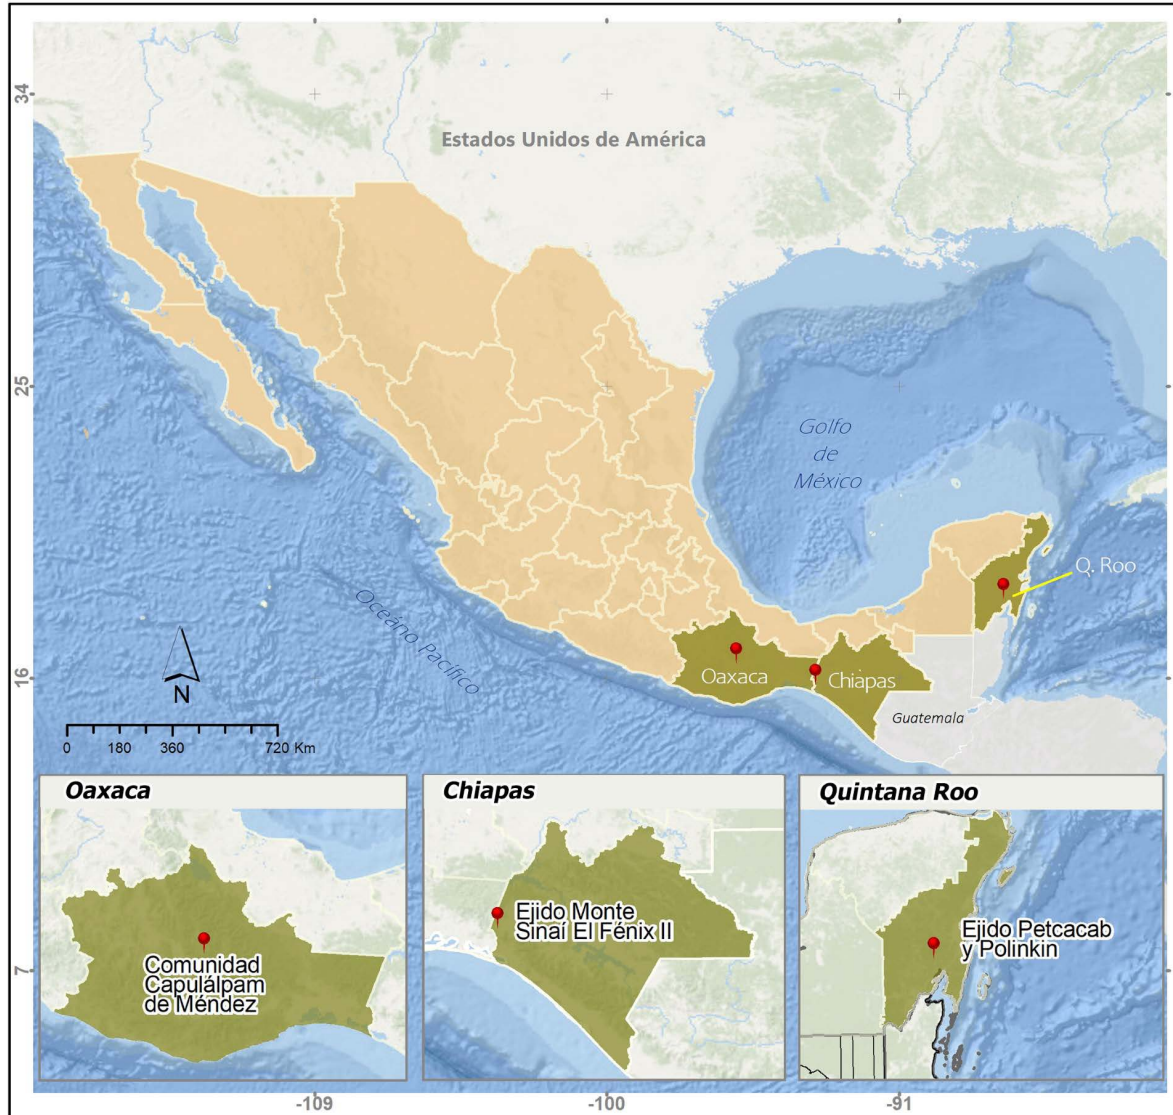 34
Estados Unidos de América
25
Golfo
de
México
Q. Roo
Océano Pacífico
16
Oaxaca
Chiapas
Guatemala
N
0 180 360 720 Km
Oaxaca
Chiapas
Quintana Roo
Comunidad
Capulálpam
de Méndez
Ejido Monte
Sinaí El Fénix II
Ejido Petcacab
y Polinkin
7
-109 -100 -91